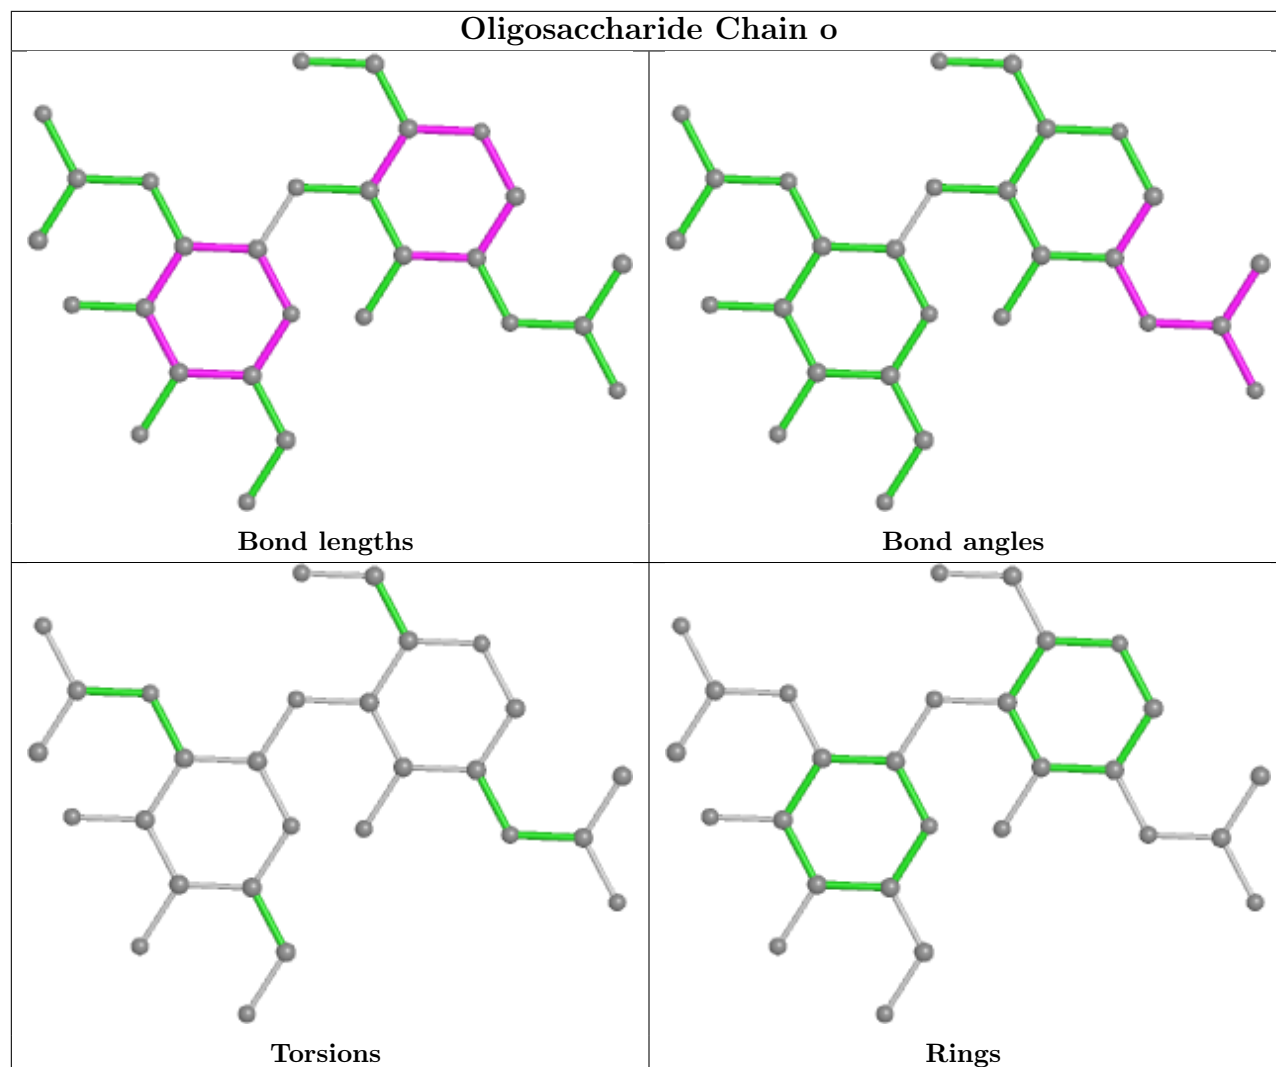 Oligosaccharide Chain o
Bond lengths
Bond angles
Torsions
Rings